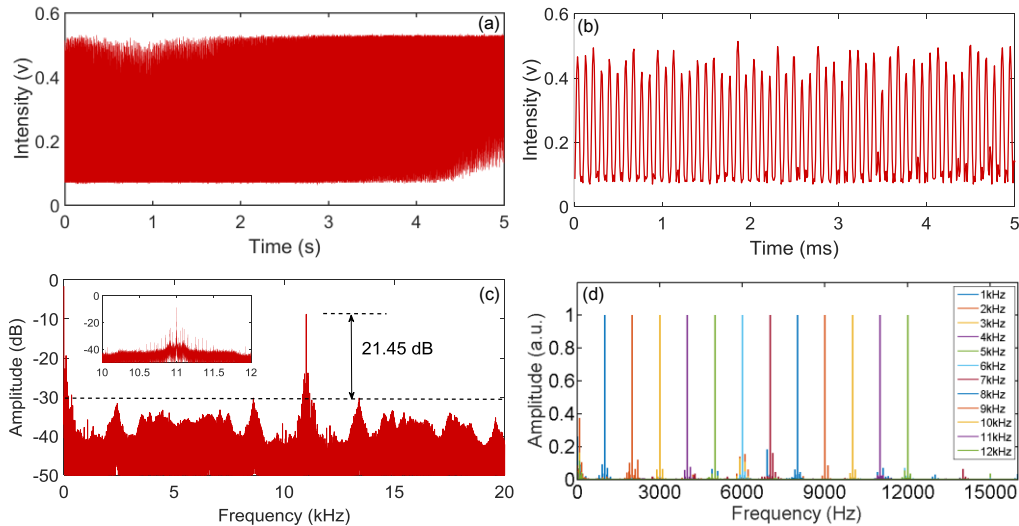 (a)
Intensity (v)
0.6
0.4
0.2
0
0 1 2 3 4 5
Time (s)
(b)
Intensity (v)
0.6
0.4
0.2
0
0 1 2 3 4 5
Time (ms)
(c)
Amplitude (dB)
0
-10
-20
-30
-40
-50
0 5 10 15 20
Frequency (kHz)
0
-20
-40
10 10.5 11 11.5 12
21.45 dB
(d)
Amplitude (a.u.)
1
0.8
0.6
0.4
0.2
0
0 3000 6000 9000 12000 15000
Frequency (Hz)
1kHz
2kHz
3kHz
4kHz
5kHz
6kHz
7kHz
8kHz
9kHz
10kHz
11kHz
12kHz